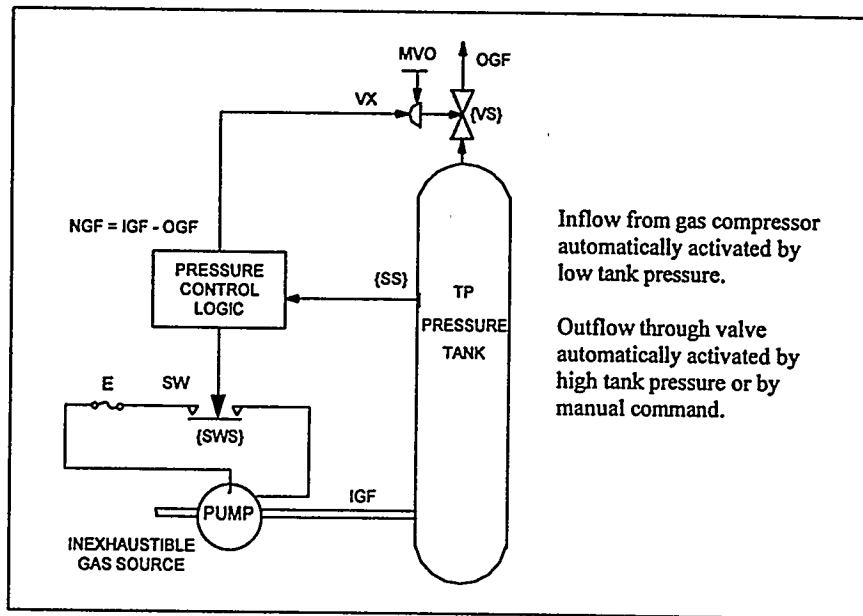 MVO
OGF
VX
{VS}
NGF = IGF - OGF
PRESSURE
CONTROL
LOGIC
{SS}
TP
PRESSURE
TANK
Inflow from gas compressor
automatically activated by
low tank pressure.
Outflow through valve
automatically activated by
high tank pressure or by
manual command.
E
SW
{SWS}
PUMP
IGF
INEXHAUSTIBLE
GAS SOURCE